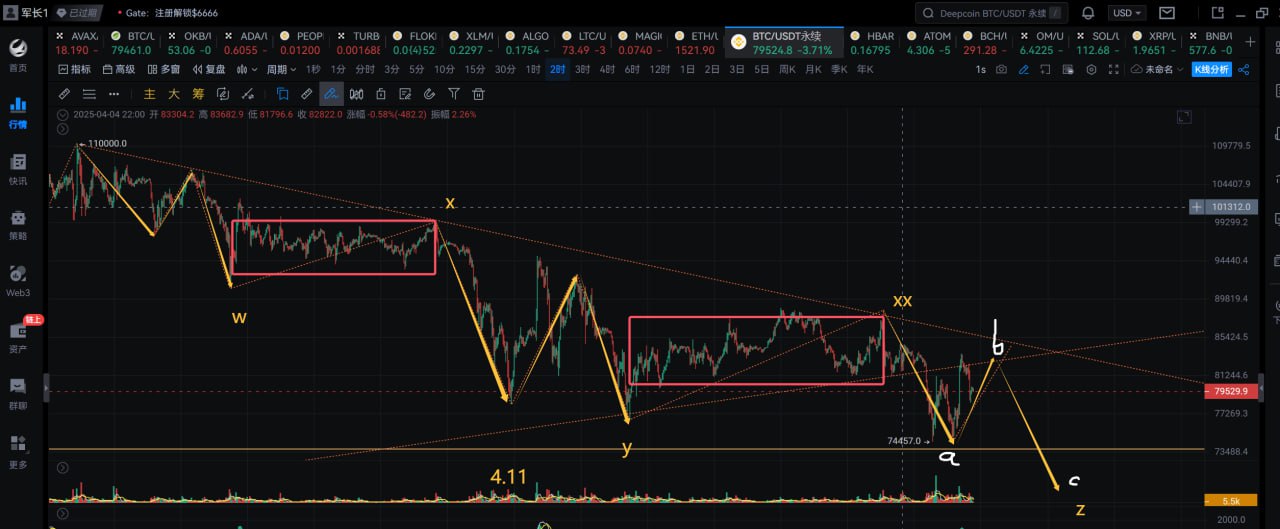 军长1 已过期 Gate：注册解锁$6666 Deepcoin BTC/USDT 永续 / USD
AVAX/ BTC/L OKB/ ADA/ PEOP TURB FLOKI XLM/ ALGO LTC/U MAGI ETH/ BTC/USDT永续 HBAR ATOM BCH/ OM/U SOL/ XRP/L BNB/
18.190 - 79461.0 53.06 -0 0.6055 - 0.01200 0.00168 0.0(4)52 0.2297 - 0.1754 - 73.49 -3 0.0740 - 1521.90 79524.8 -3.71% 0.16795 4.306 -5 291.28 - 6.4225 - 112.68 - 1.9651 - 577.6 -0
首页
指标 高级 多窗 复盘 周期 1秒 1分 3分 5分 10分 15分 30分 1时 2时 3时 4时 6时 12时 1日 2日 3日 5日 周K 月K 季K 年K 1s 未命名 K线分析
主 大 筹
行情
2025-04-04 22:00 开 83304.2 高 83682.9 低 81796.6 收 82822.0 涨幅 -0.58%(-482.2) 振幅 2.26%
110000.0
109779.5
快讯
104407.9
x
101312.0
99299.2
策略
94440.4
Web3
xx
89819.4
w
链上
b
85424.5
资产
81244.6
79529.9
群聊
77269.3
74457.0
y
a
73488.4
更多
4.11
c
z
5.5k
2000.0